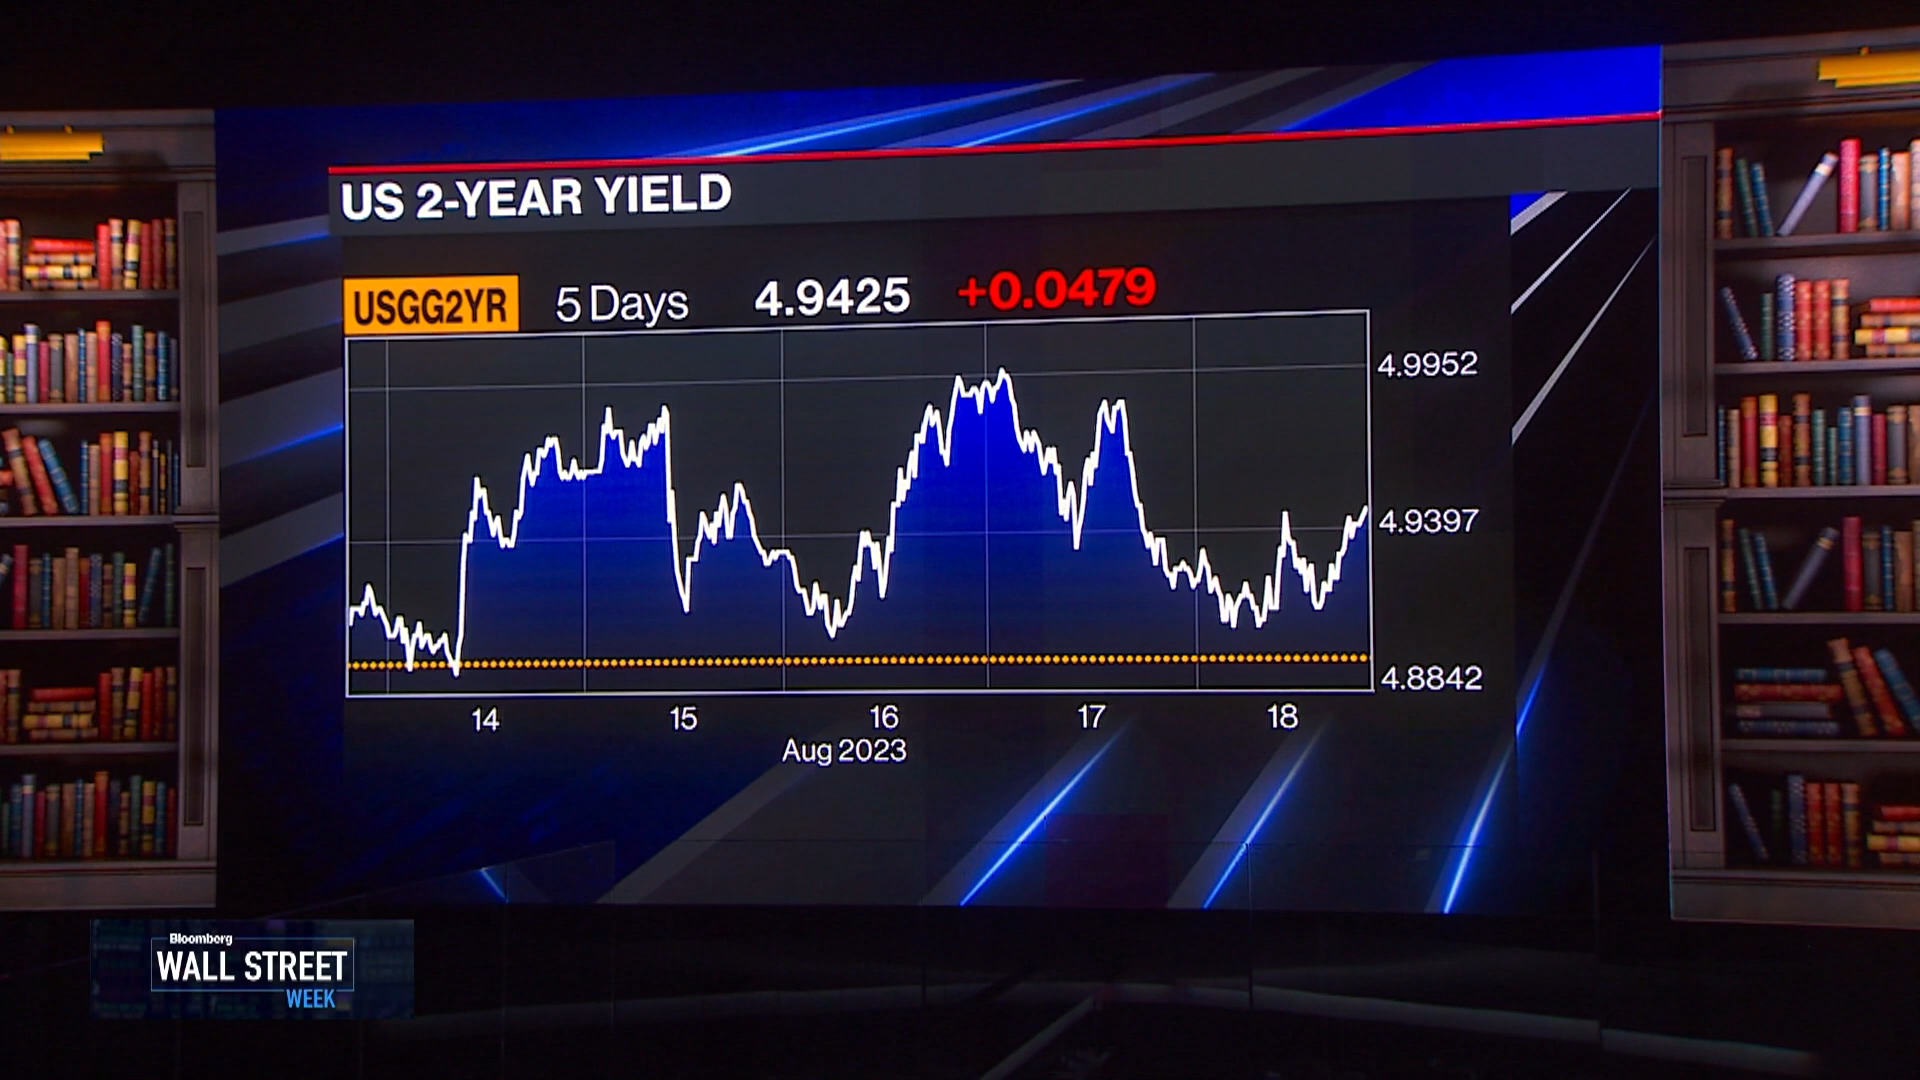 US 2-YEAR YIELD
USGG2YR 5 Days 4.9425 +0.0479
4.9952
4.9397
4.8842
14 15 16 17 18
Aug 2023
Bloomberg
WALL STREET
WEEK